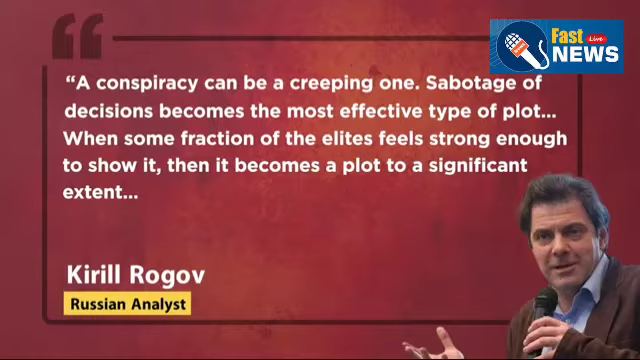 Fast
Live
NEWS
NEWS
“A conspiracy can be a creeping one. Sabotage of
decisions becomes the most effective type of plot...
When some fraction of the elites feels strong enough
to show it, then it becomes a plot to a significant
extent...
Kirill Rogov
Russian Analyst